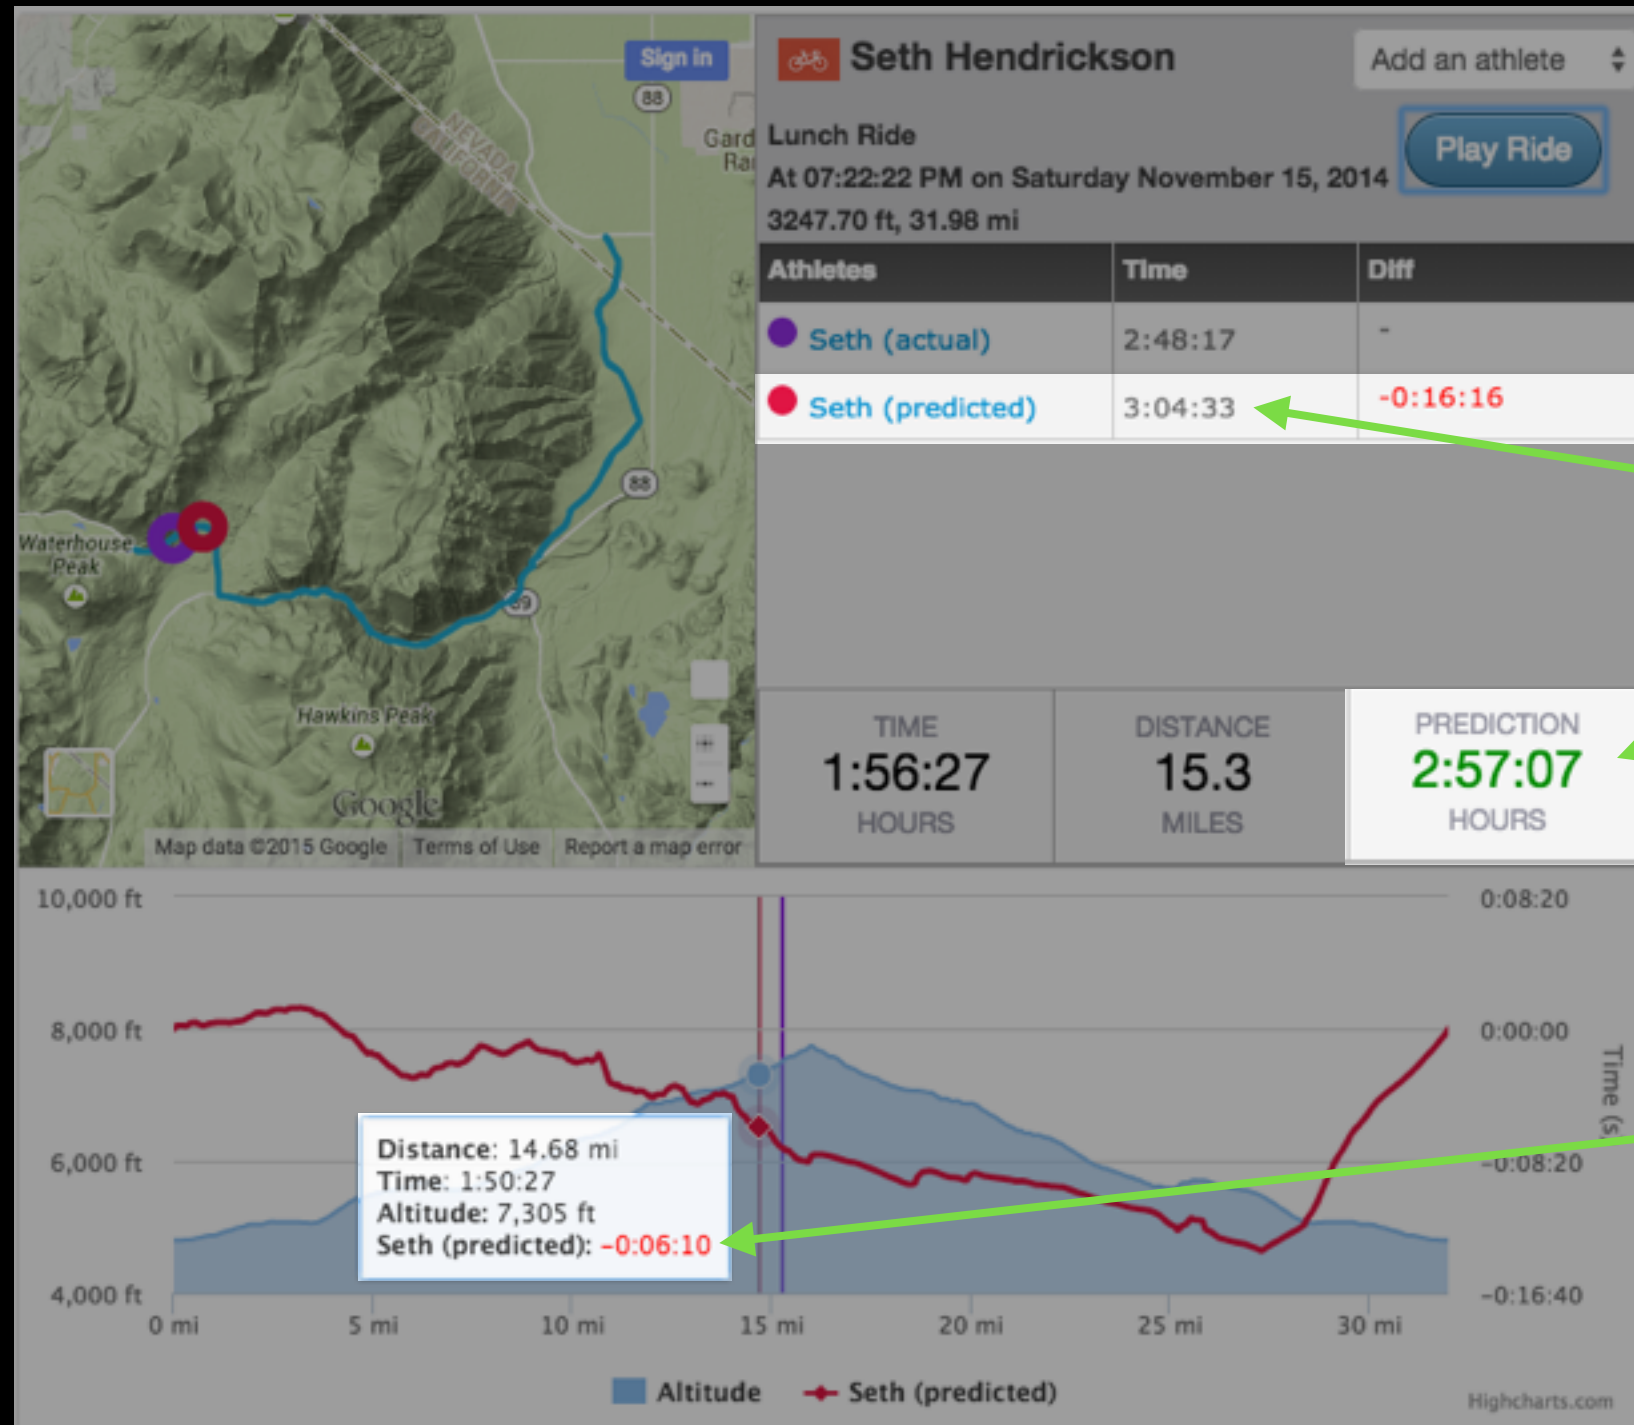 Sign in
88
NEVADA
CALIFORNIA
Gard
Ra
88
Waterhouse
Peak
89
Hawkins Peak
Google
Map data ©2015 Google
Terms of Use
Report a map error
Seth Hendrickson
Add an athlete
Lunch Ride
Play Ride
At 07:22:22 PM on Saturday November 15, 2014
3247.70 ft, 31.98 mi
Athletes Time Diff
Seth (actual) 2:48:17 -
Seth (predicted) 3:04:33 -0:16:16
TIME
1:56:27
HOURS
DISTANCE
15.3
MILES
PREDICTION
2:57:07
HOURS
10,000 ft
8,000 ft
6,000 ft
4,000 ft
0:08:20
0:00:00
-0:08:20
-0:16:40
Time (s)
Distance: 14.68 mi
Time: 1:50:27
Altitude: 7,305 ft
Seth (predicted): -0:06:10
0 mi 5 mi 10 mi 15 mi 20 mi 25 mi 30 mi
Altitude Seth (predicted)
Highcharts.com